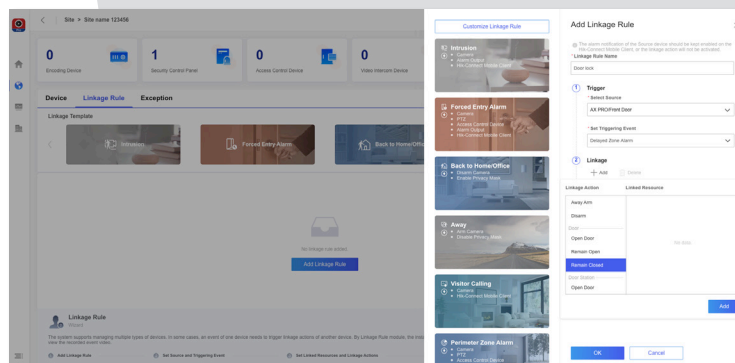 Site > Site name 123456
0
Encoding Device
1
Security Control Panel
0
Access Control Device
0
Video Intercom Device
Device
Linkage Rule
Exception
Linkage Template
Intrusion
Forced Entry Alarm
Back to Home/Office
No linkage rule added.
Add Linkage Rule
Linkage Rule
Wizard
The system supports managing multiple types of devices. In some cases, an event of one device needs to trigger linkage actions of another device. By Linkage Rule module, the
view the recorded event video.
Add Linkage Rule
Set Source and Triggering Event
Set Linked Resources and Linkage Actions
Customize Linkage Rule
Intrusion
Camera
Alarm Output
Hik-Connect Mobile Client
Forced Entry Alarm
Camera
PTZ
Access Control Device
Alarm Output
Hik-Connect Mobile Client
Back to Home/Office
Disarm Camera
Enable Privacy Mask
Away
Arm Camera
Disable Privacy Mask
Visitor Calling
Camera
Hik-Connect Mobile Client
Perimeter Zone Alarm
Camera
PTZ
Access Control Device
Add Linkage Rule
The alarm notification of the Source device should be kept enabled on the
Hik-Connect Mobile Client, or the linkage action will not be activated.
* Linkage Rule Name
Door lock
1 Trigger
* Select Source
AX PRO/Front Door
* Set Triggering Event
Delayed Zone Alarm
2 Linkage
+ Add
Delete
Linkage Action
Linked Resource
Away Arm
Disarm
Door
Open Door
Remain Open
Remain Closed
Door Station
Open Door
No data.
Add
OK
Cancel